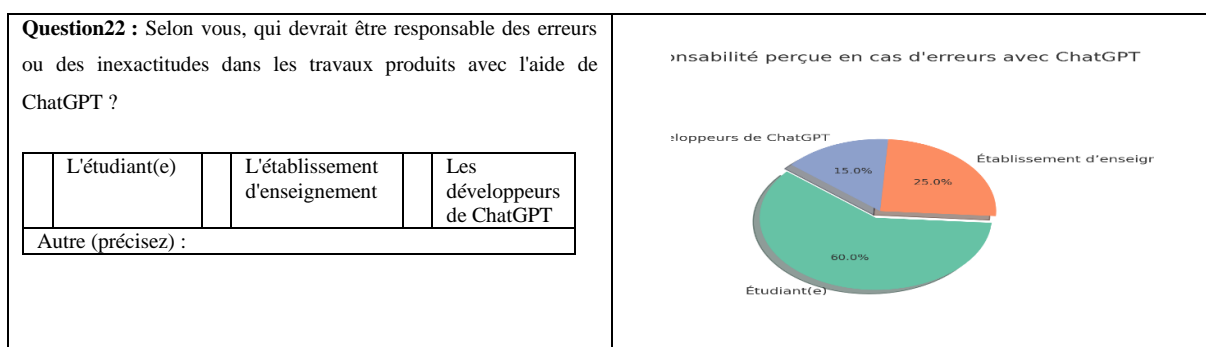 Question22 : Selon vous, qui devrait être responsable des erreurs
ou des inexactitudes dans les travaux produits avec l'aide de
ChatGPT ?
L'étudiant(e)
L'établissement
d'enseignement
Les
développeurs
de ChatGPT
Autre (précisez) :
onsabilité perçue en cas d'erreurs avec ChatGPT
eloppeurs de ChatGPT
15.0%
Établissement d'enseigr
25.0%
60.0%
Étudiant(e)